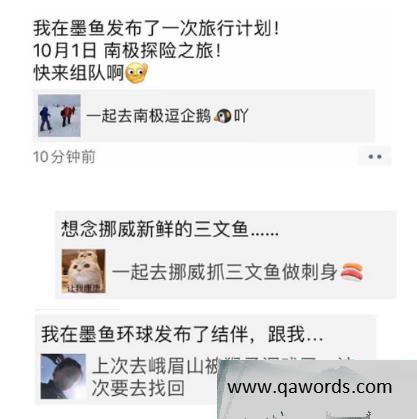 我在墨鱼发布了一次旅行计划！
10月1日 南极探险之旅！
快来组队啊🫣
一起去南极逗企鹅🐧吖
10分钟前
想念挪威新鲜的三文鱼……
让我康康
一起去挪威抓三文鱼做刺身🍣
我在墨鱼环球发布了结伴，跟我...
上次去峨眉山被
次要去找回
www.qawords.com